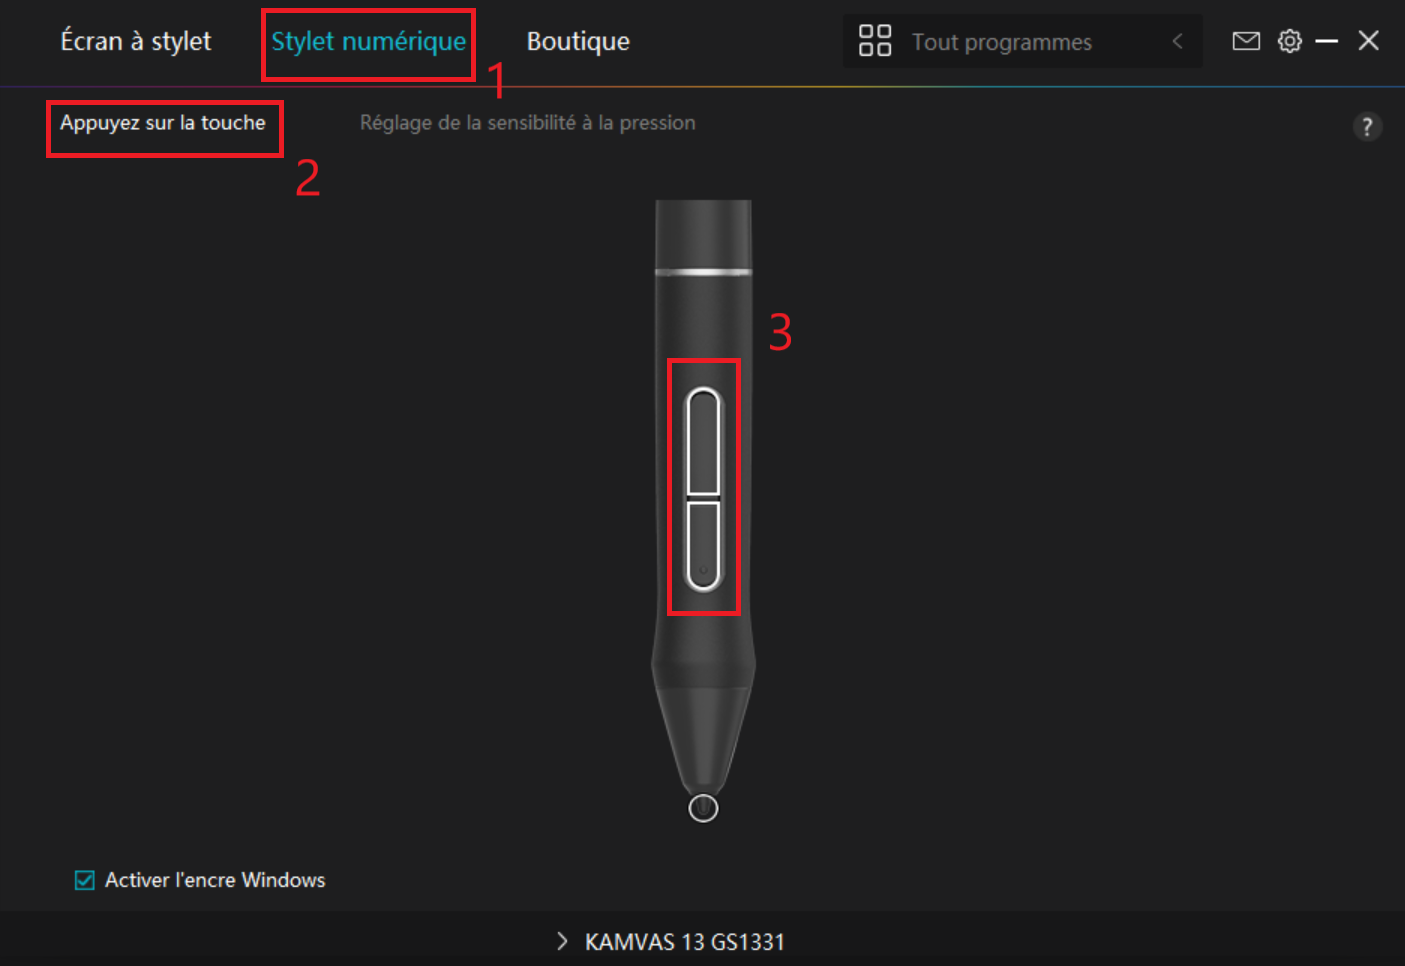 Écran à stylet Stylet numérique Boutique Tout programmes
1
Appuyez sur la touche Réglage de la sensibilité à la pression ?
2
3
Activer l'encre Windows
KAMVAS 13 GS1331